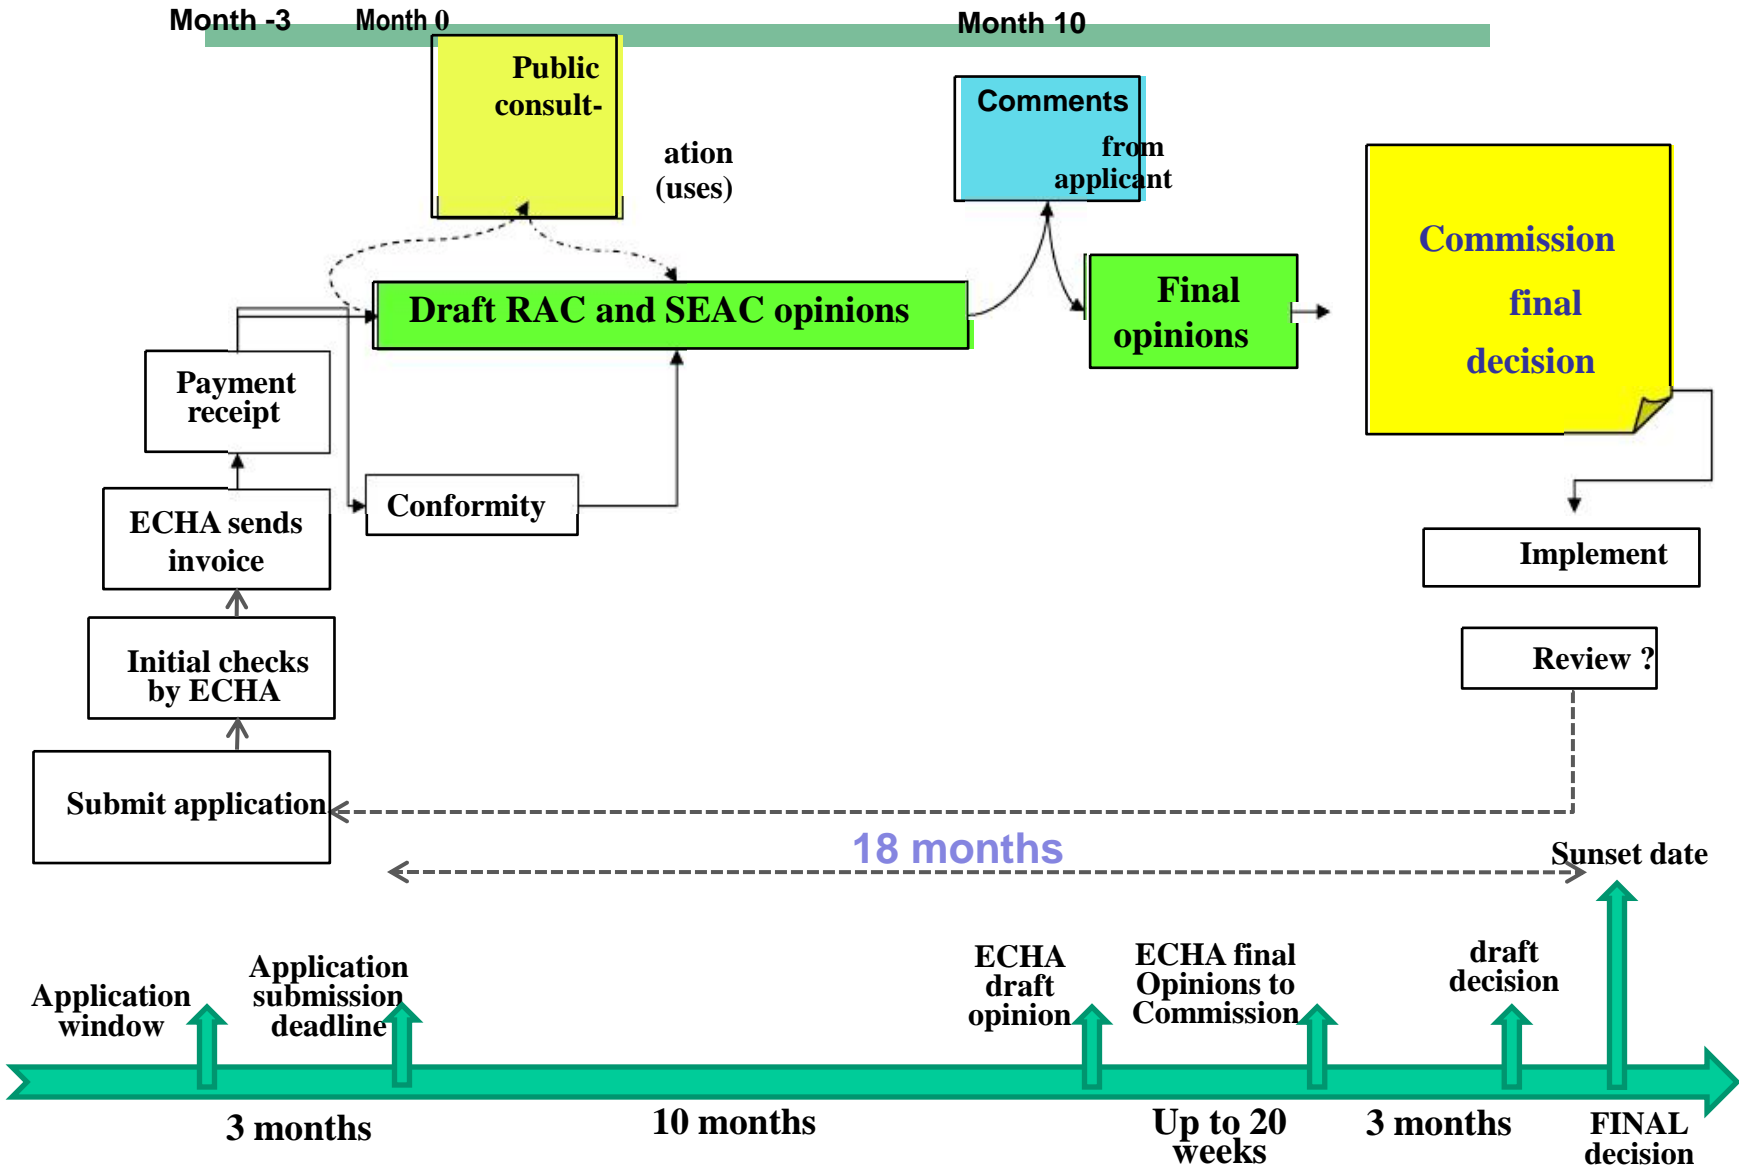 Month -3 Month 0 Month 10
Public
consult-
ation
(uses)
Comments
from
applicant
Commission
final
decision
Draft RAC and SEAC opinions
Final
opinions
Payment
receipt
Conformity
ECHA sends
invoice
Implement
Initial checks
by ECHA
Review ?
Submit application
18 months
Sunset date
Application
window
Application
submission
deadline
ECHA
draft
opinion
ECHA final
Opinions to
Commission
draft
decision
3 months
10 months
Up to 20
weeks
3 months
FINAL
decision